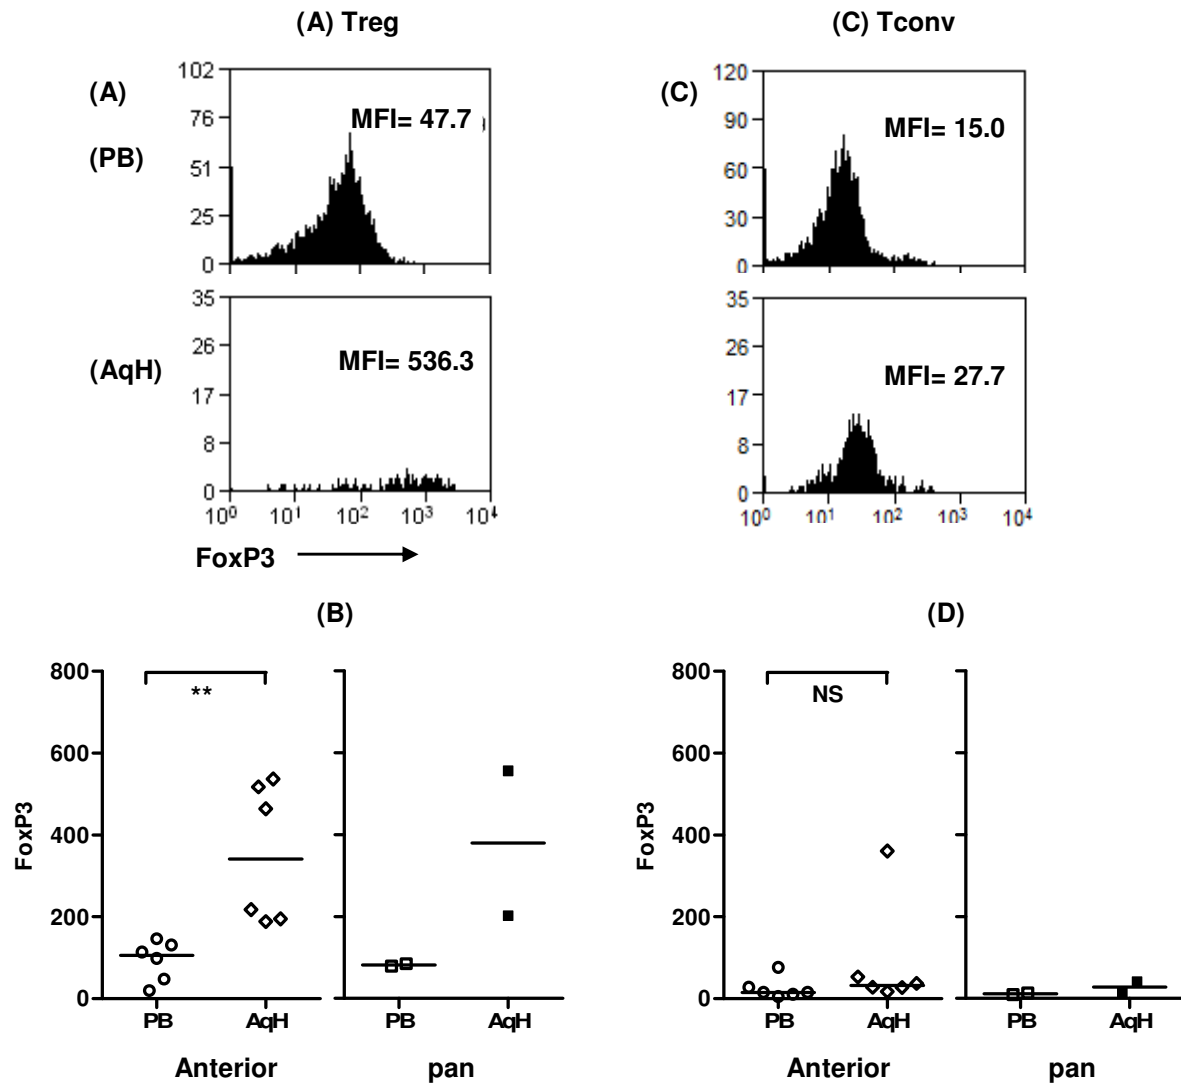 (A) Treg
(C) Tconv
(A)
(PB)
102
76
51
25
0
MFI= 47.7
(C)
120
90
60
30
0
MFI= 15.0
(AqH)
35
26
17
8
0
MFI= 536.3
10⁰ 10¹ 10² 10³ 10⁴
FoxP3
35
26
17
8
0
MFI= 27.7
10⁰ 10¹ 10² 10³ 10⁴
(B)
FoxP3
800
600
400
200
0
**
PB AqH
PB AqH
Anterior pan
(D)
FoxP3
800
600
400
200
0
NS
PB AqH
PB AqH
Anterior pan